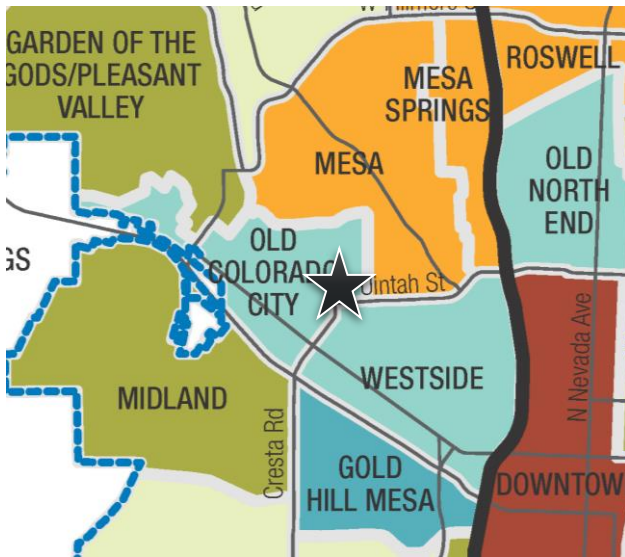 W Fillmore S
GARDEN OF THE
GODS/PLEASANT
VALLEY
ROSWELL
MESA
SPRINGS
MESA
OLD
NORTH
END
OLD
COLORADO
CITY
GS
Uintah St
WESTSIDE
MIDLAND
N Nevada Ave
Cresta Rd
GOLD
HILL MESA
DOWNTOW